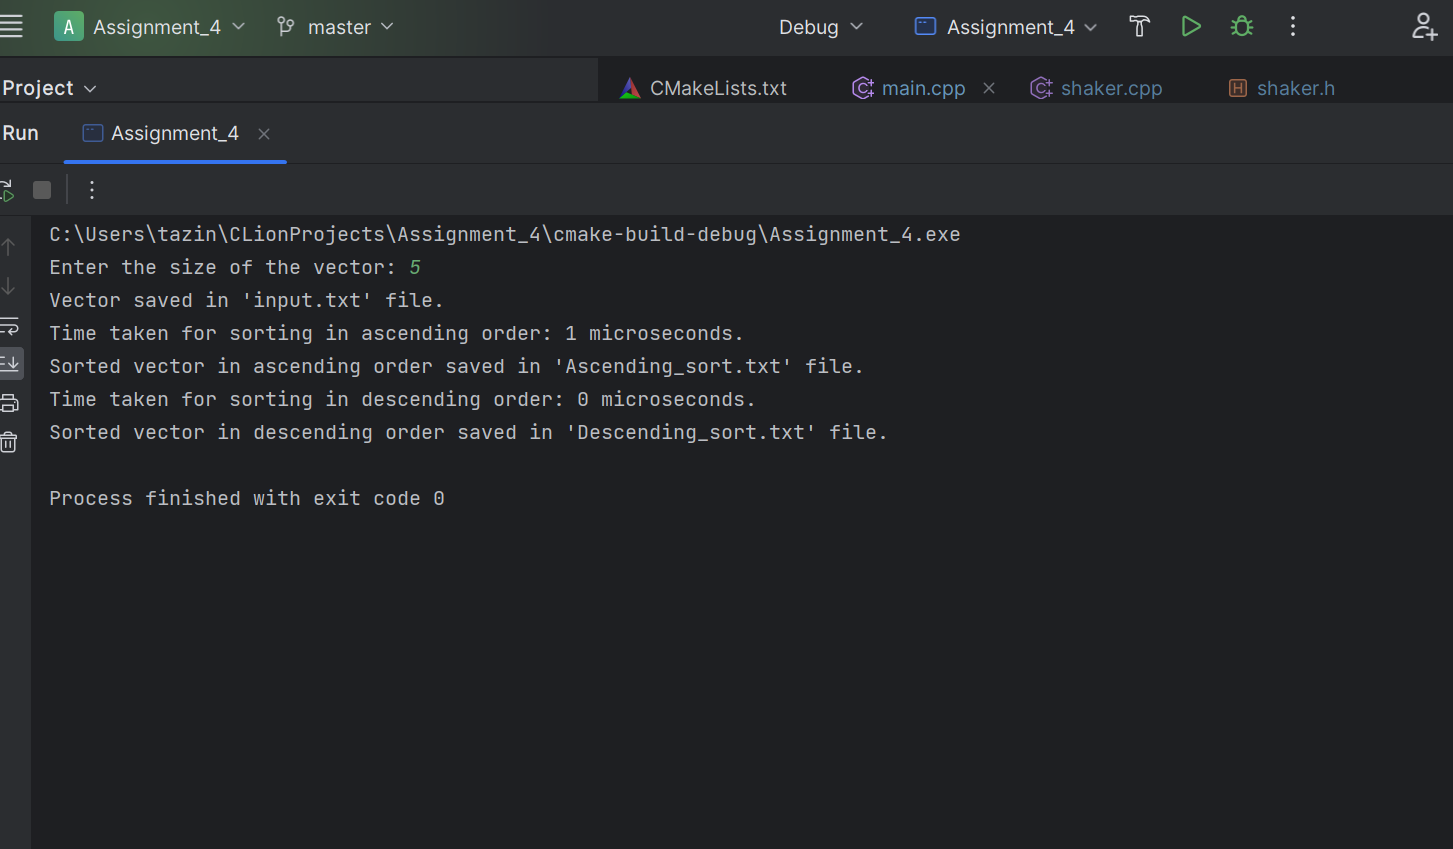 A Assignment_4 master Debug Assignment_4
Project CMakeLists.txt main.cpp shaker.cpp H shaker.h
Run Assignment_4
C:\Users\tazin\CLionProjects\Assignment_4\cmake-build-debug\Assignment_4.exe
Enter the size of the vector: 5
Vector saved in 'input.txt' file.
Time taken for sorting in ascending order: 1 microseconds.
Sorted vector in ascending order saved in 'Ascending_sort.txt' file.
Time taken for sorting in descending order: 0 microseconds.
Sorted vector in descending order saved in 'Descending_sort.txt' file.
Process finished with exit code 0